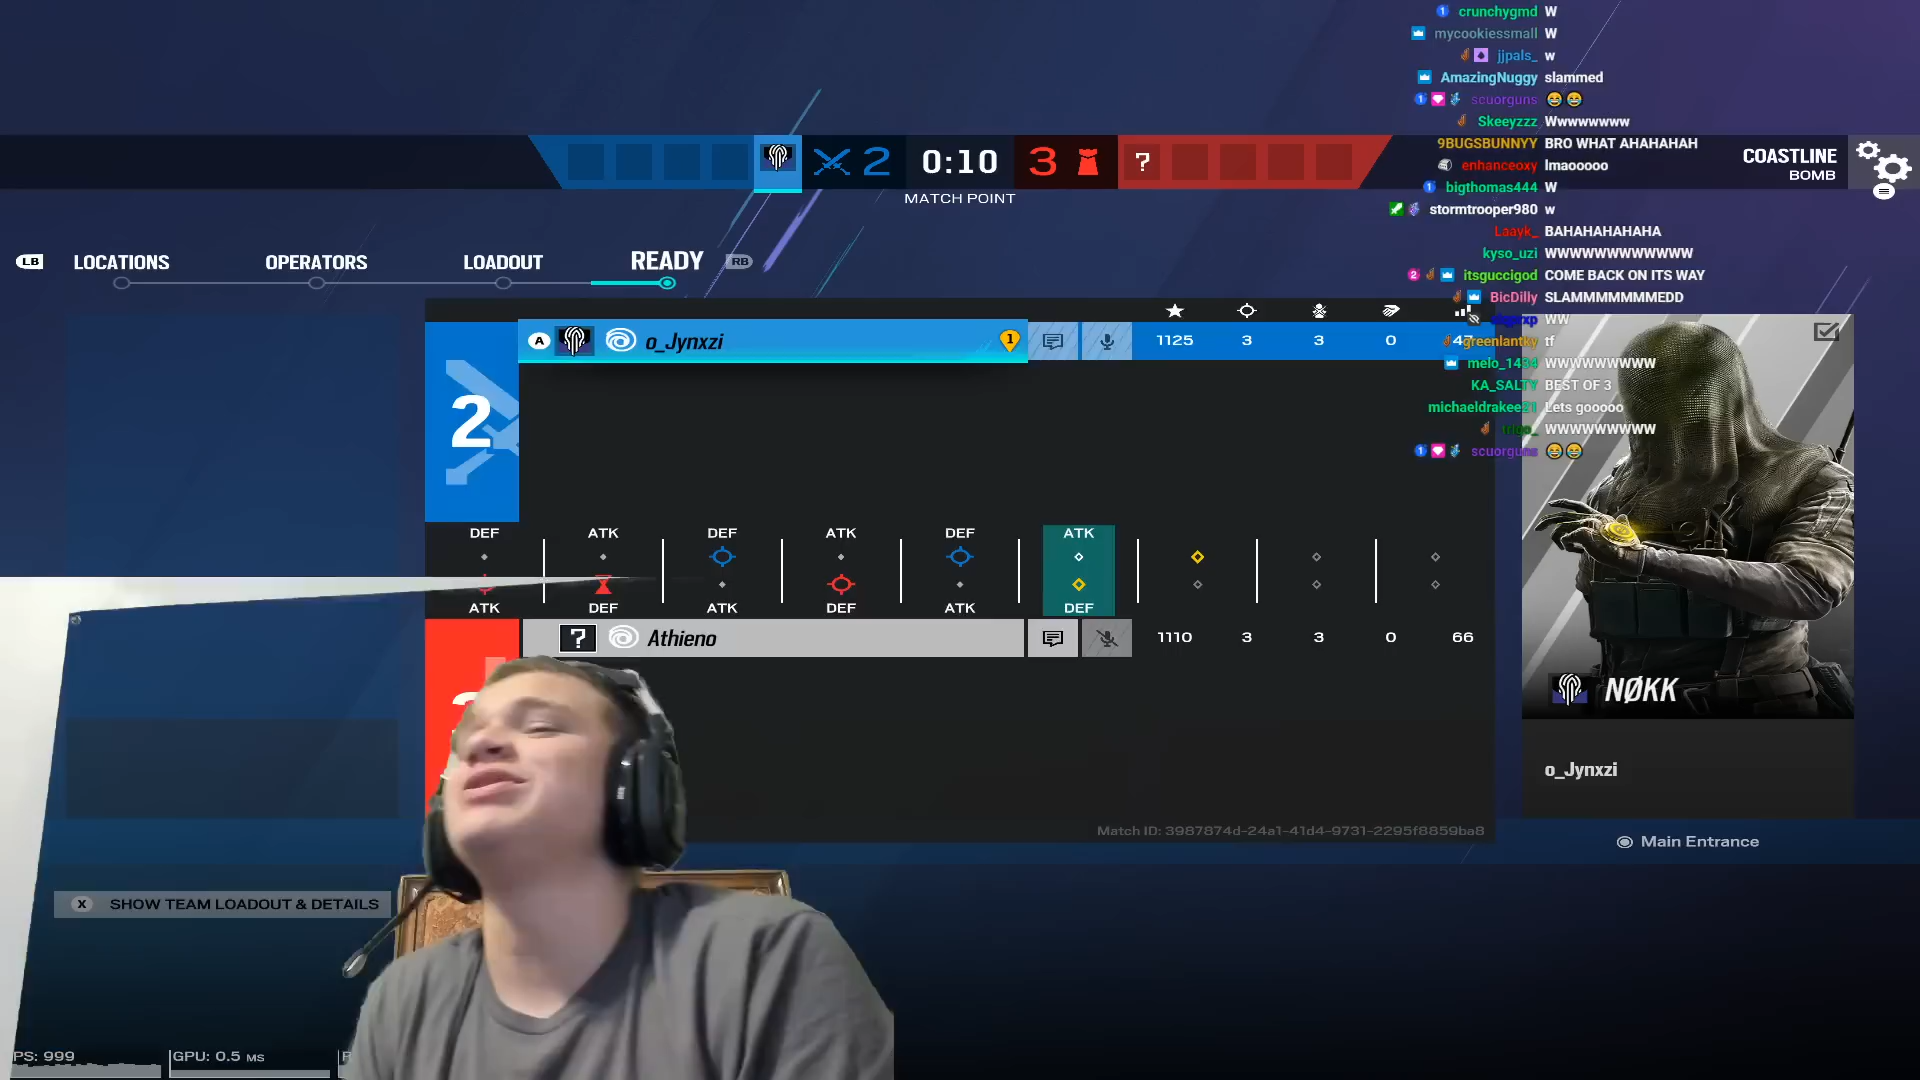 crunchygmd W
mycookiessmall W
jjpals_ w
AmazingNuggy slammed
scuorguns 😂 😂
Skeeyzzz Wwwwwwww
9BUGSBUNNYY BRO WHAT AHAHAHAH
enhanceoxy lmaooooo
bigthomas444 W
stormtrooper980 w
Laayk_ BAHAHAHAHAHA
kyso_uzi WWWWWWWWWWWW
itsguccigod COME BACK ON ITS WAY
BicDilly SLAMMMMMMMEDD
WW
greenlantky tf
melo_1434 WWWWWWWWW
KA_SALTY BEST OF 3
michaeldrakee21 Lets gooooo
WWWWWWWWW
scuorguns 😂 😂
2 0:10 3 ?
MATCH POINT
COASTLINE
BOMB
LB LOCATIONS OPERATORS LOADOUT READY RB
A o_Jynxzi 1 1125 3 3 0 47
2
DEF ATK DEF ATK DEF ATK
ATK DEF ATK DEF ATK DEF
? Athieno 1110 3 3 0 66
NØKK
o_Jynxzi
Match ID: 3987874d-24a1-41d4-9731-2295f8859ba8
Main Entrance
X SHOW TEAM LOADOUT & DETAILS
PS: 999 GPU: 0.5 MS